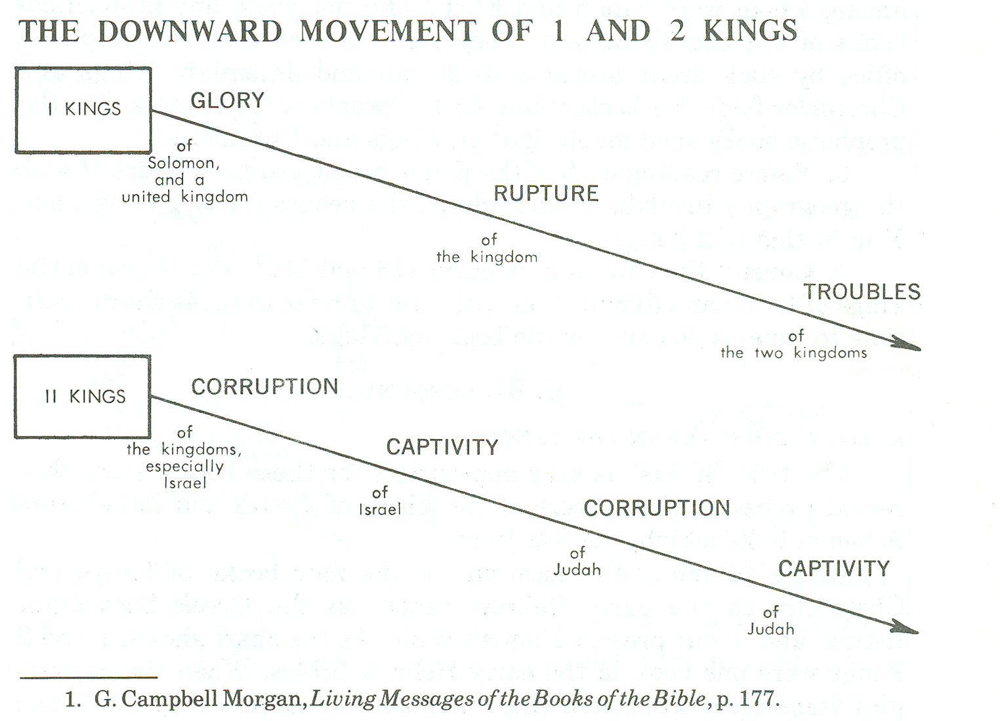 THE DOWNWARD MOVEMENT OF 1 AND 2 KINGS
I KINGS
GLORY
of
Solomon,
and a
united kingdom
RUPTURE
of
the kingdom
TROUBLES
of
the two kingdoms
II KINGS
CORRUPTION
of
the kingdoms,
especially
Israel
CAPTIVITY
of
Israel
CORRUPTION
of
Judah
CAPTIVITY
of
Judah
1. G. Campbell Morgan, Living Messages of the Books of the Bible, p. 177.